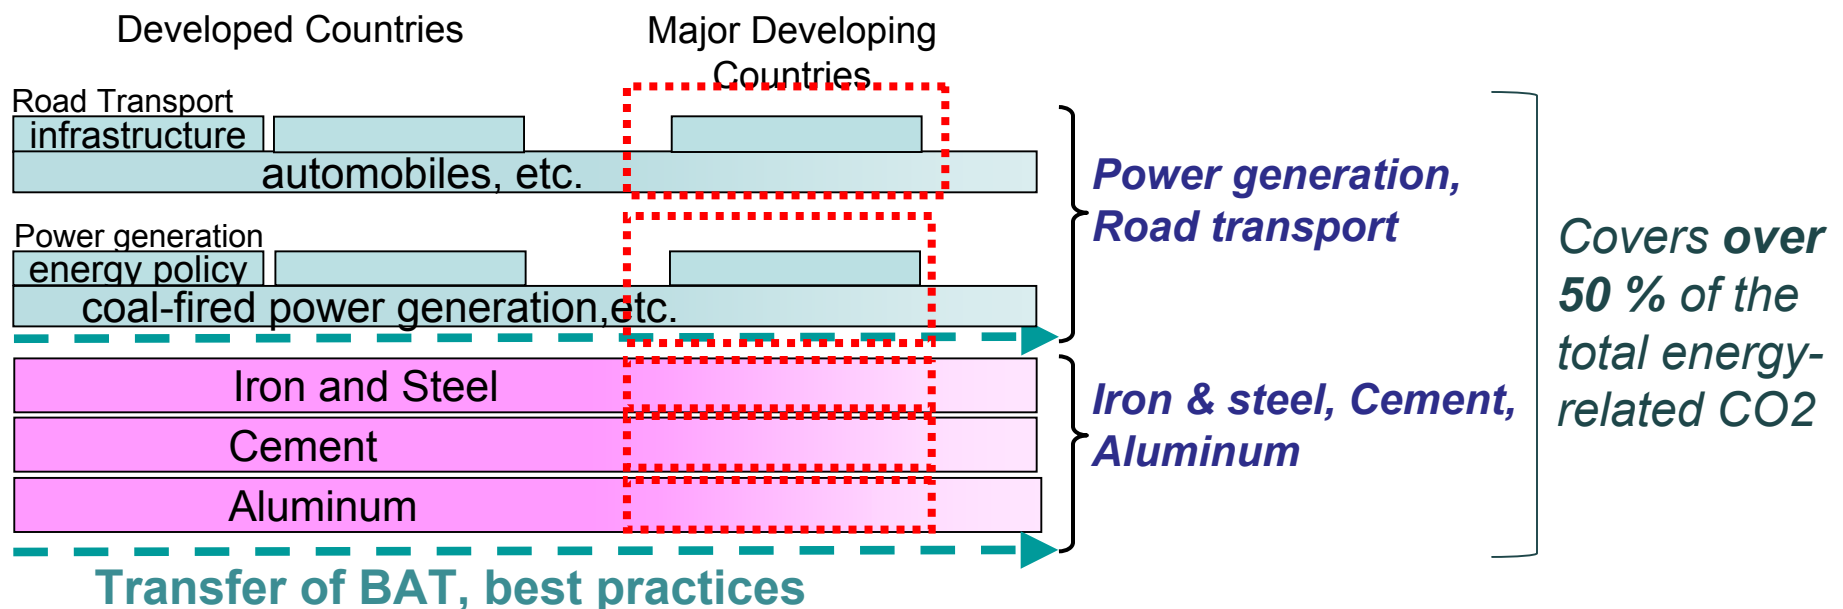 Developed Countries
Major Developing
Countries
Road Transport
infrastructure
automobiles, etc.
Power generation
energy policy
coal-fired power generation,etc.
Iron and Steel
Cement
Aluminum
Transfer of BAT, best practices
Power generation,
Road transport
Iron & steel, Cement,
Aluminum
Covers over
50 % of the
total energy-
related CO2